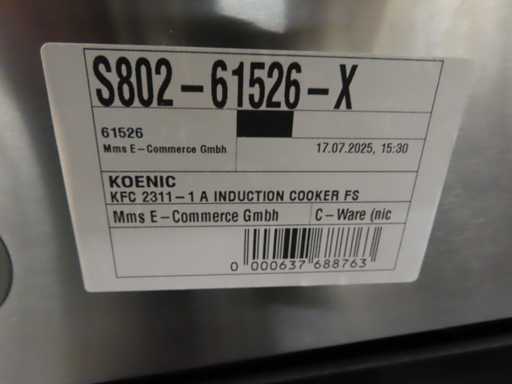 S802-61526-X
61526
Mms E-Commerce Gmbh
17.07.2025, 15:30
KOENIC
KFC 2311-1 A INDUCTION COOKER FS
Mms E-Commerce Gmbh
C-Ware (nic
0 000637 688763